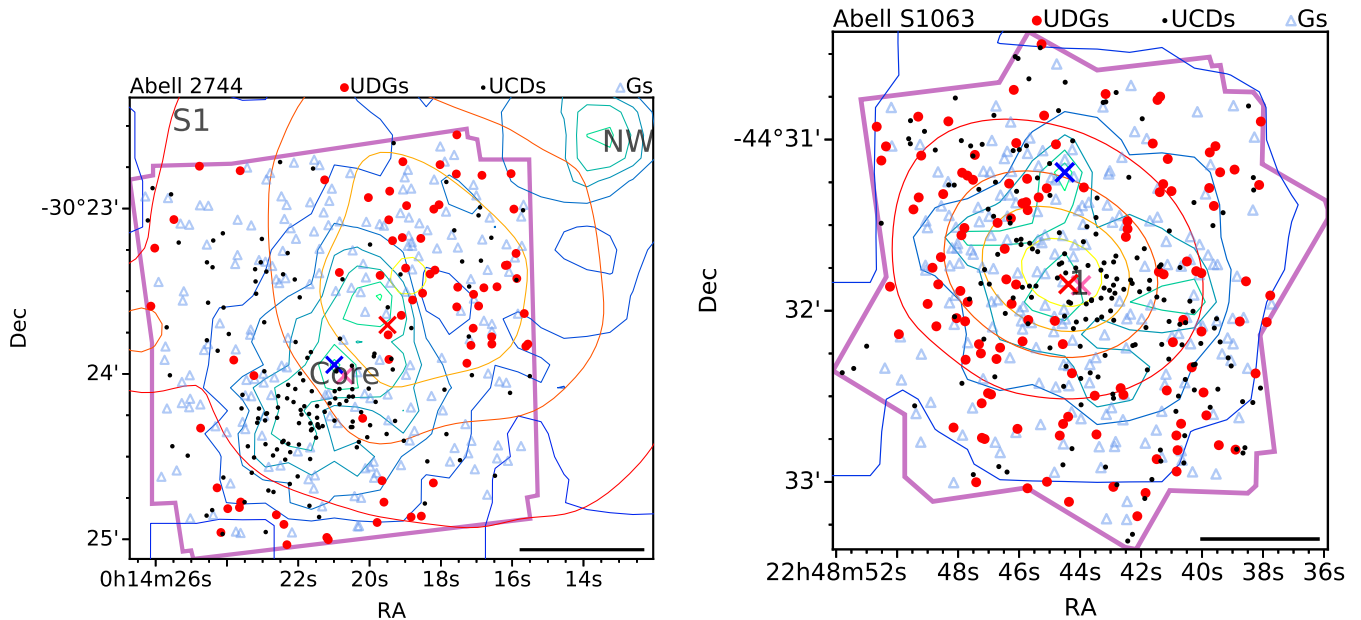 Abell 2744 UDGs UCDs Gs
S1
NW
Core
-30°23'
24'
25'
Dec
0h14m26s 22s 20s 18s 16s 14s
RA
Abell S1063 UDGs UCDs Gs
1
-44°31'
32'
33'
Dec
22h48m52s 48s 46s 44s 42s 40s 38s 36s
RA